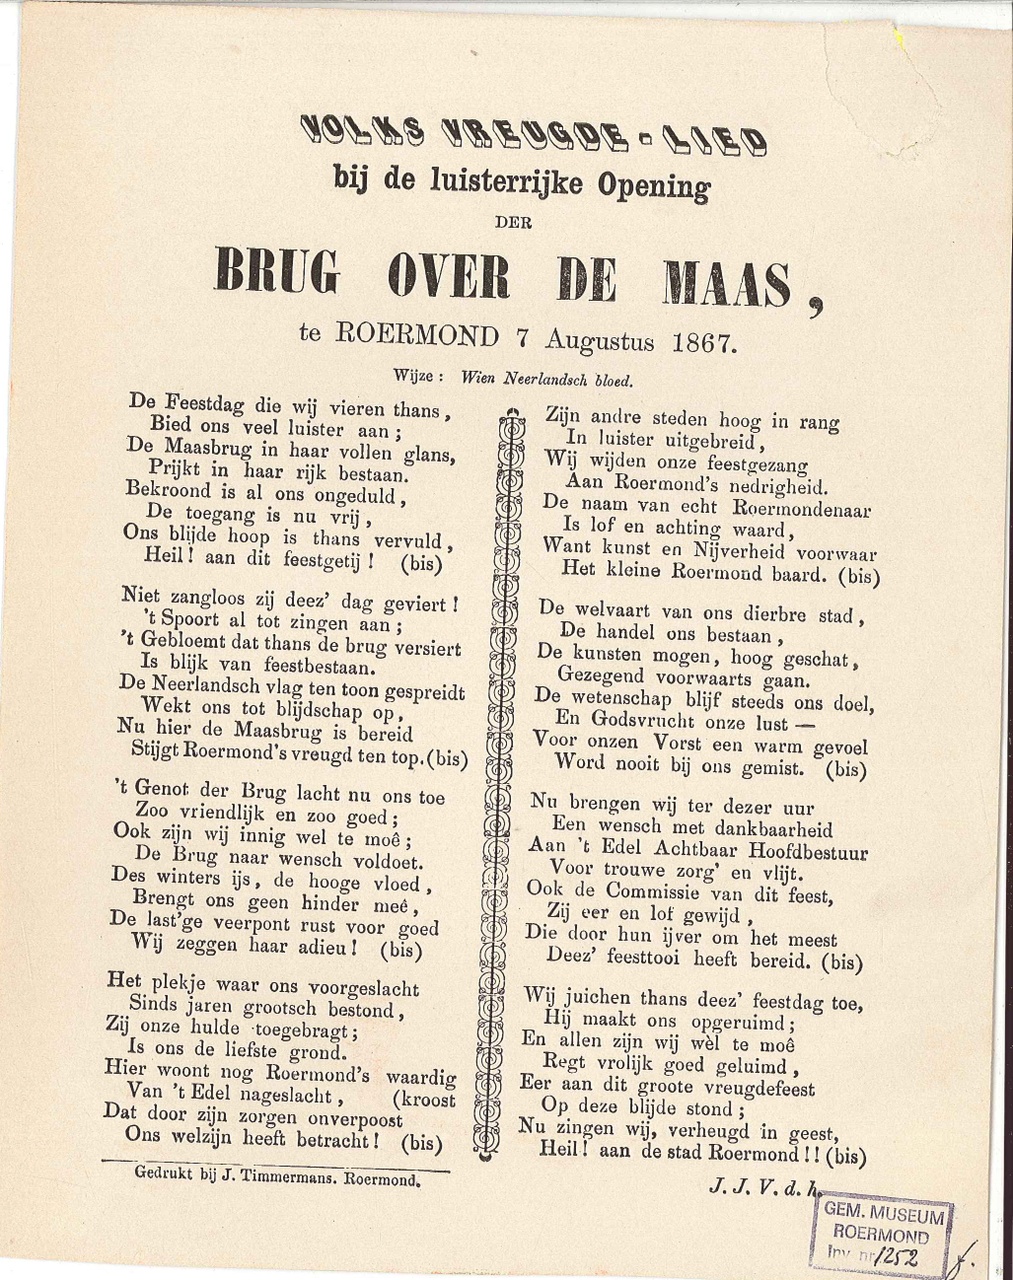 VOLKS VREUGDE - LIED
bij de luisterrijke Opening
DER
BRUG OVER DE MAAS,
te ROERMOND 7 Augustus 1867.
Wijze : Wien Neerlandsch bloed.
De Feestdag die wij vieren thans,
Bied ons veel luister aan ;
De Maasbrug in haar vollen glans,
Prijkt in haar rijk bestaan.
Bekroond is al ons ongeduld,
De toegang is nu vrij,
Ons blijde hoop is thans vervuld,
Heil! aan dit feestgetij ! (bis)
Niet zangloos zij deez' dag geviert !
't Spoort al tot zingen aan ;
't Gebloemt dat thans de brug versiert
Is blijk van feestbestaan.
De Neerlandsch vlag ten toon gespreidt
Wekt ons tot blijdschap op,
Nu hier de Maasbrug is bereid
Stijgt Roermond's vreugd ten top.(bis)
't Genot der Brug lacht nu ons toe
Zoo vriendlijk en zoo goed ;
Ook zijn wij innig wel te moê ;
De Brug naar wensch voldoet.
Des winters ijs, de hooge vloed,
Brengt ons geen hinder meê,
De last'ge veerpont rust voor goed
Wij zeggen haar adieu! (bis)
Het plekje waar ons voorgeslacht
Sinds jaren grootsch bestond,
Zij onze hulde toegebragt ;
Is ons de liefste grond.
Hier woont nog Roermond's waardig
Van 't Edel nageslacht, (kroost
Dat door zijn zorgen onverpoost
Ons welzijn heeft betracht! (bis)
Gedrukt bij J. Timmermans. Roermond.
Zijn andre steden hoog in rang
In luister uitgebreid,
Wij wijden onze feestgezang
Aan Roermond's nedrigheid.
De naam van echt Roermondenaar
Is lof en achting waard,
Want kunst en Nijverheid voorwaar
Het kleine Roermond baard. (bis)
De welvaart van ons dierbre stad,
De handel ons bestaan,
De kunsten mogen, hoog geschat,
Gezegend voorwaarts gaan.
De wetenschap blijf steeds ons doel,
En Godsvrucht onze lust —
Voor onzen Vorst een warm gevoel
Word nooit bij ons gemist. (bis)
Nu brengen wij ter dezer uur
Een wensch met dankbaarheid
Aan 't Edel Achtbaar Hoofdbestuur
Voor trouwe zorg' en vlijt.
Ook de Commissie van dit feest,
Zij eer en lof gewijd,
Die door hun ijver om het meest
Deez' feesttooi heeft bereid. (bis)
Wij juichen thans deez' feestdag toe,
Hij maakt ons opgeruimd ;
En allen zijn wij wèl te moê
Regt vrolijk goed geluimd,
Eer aan dit groote vreugdefeest
Op deze blijde stond ;
Nu zingen wij, verheugd in geest,
Heil! aan de stad Roermond!! (bis)
J. J. V. d. h.
GEM. MUSEUM
ROERMOND
Inv. nr 1252
f.